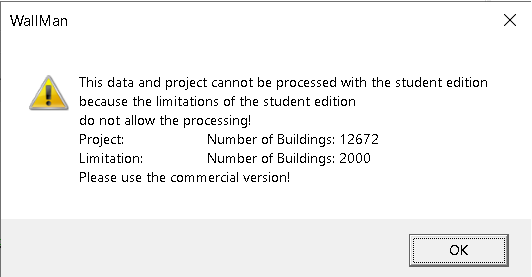 WallMan
This data and project cannot be processed with the student edition
because the limitations of the student edition
do not allow the processing!
Project: Number of Buildings: 12672
Limitation: Number of Buildings: 2000
Please use the commercial version!
OK